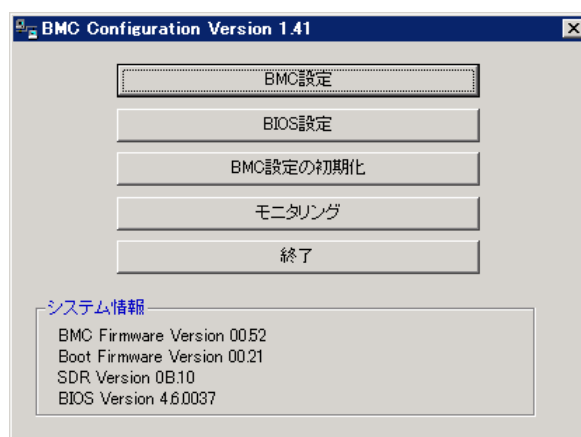 BMC Configuration Version 1.41
BMC設定
BIOS設定
BMC設定の初期化
モニタリング
終了
システム情報
BMC Firmware Version 00.52
Boot Firmware Version 00.21
SDR Version 0B.10
BIOS Version 4.6.0037